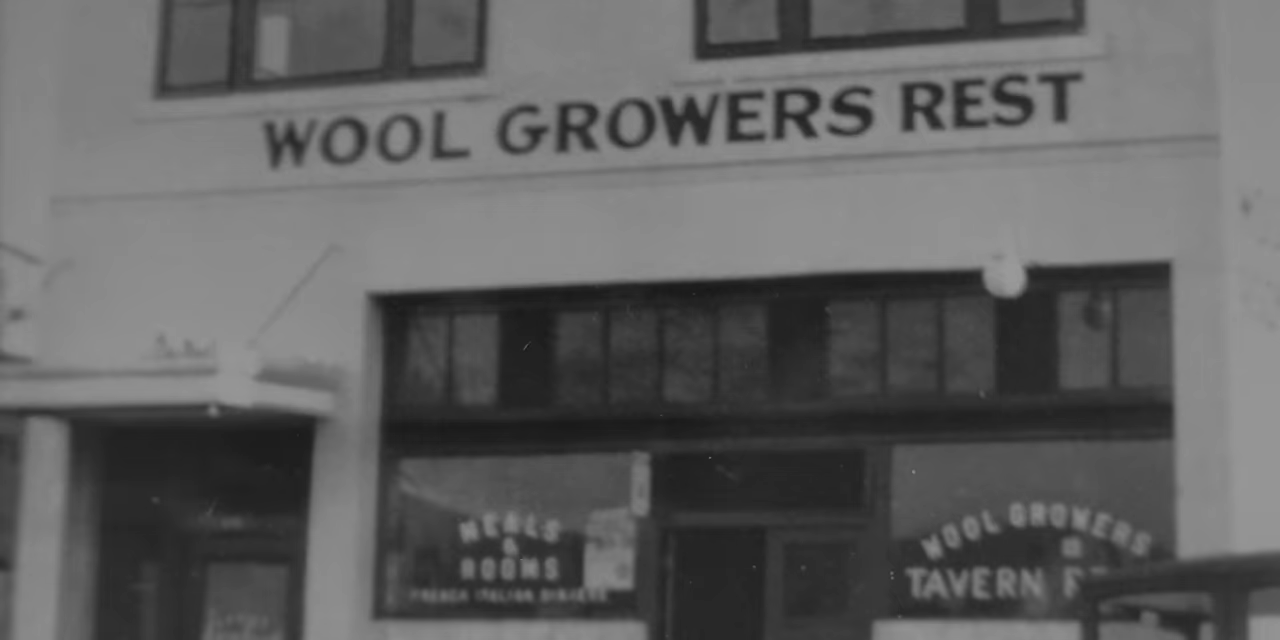 WOOL GROWERS REST
MEALS
&
ROOMS
FRENCH ITALIAN DINNERS
WOOL GROWERS
TAVERN